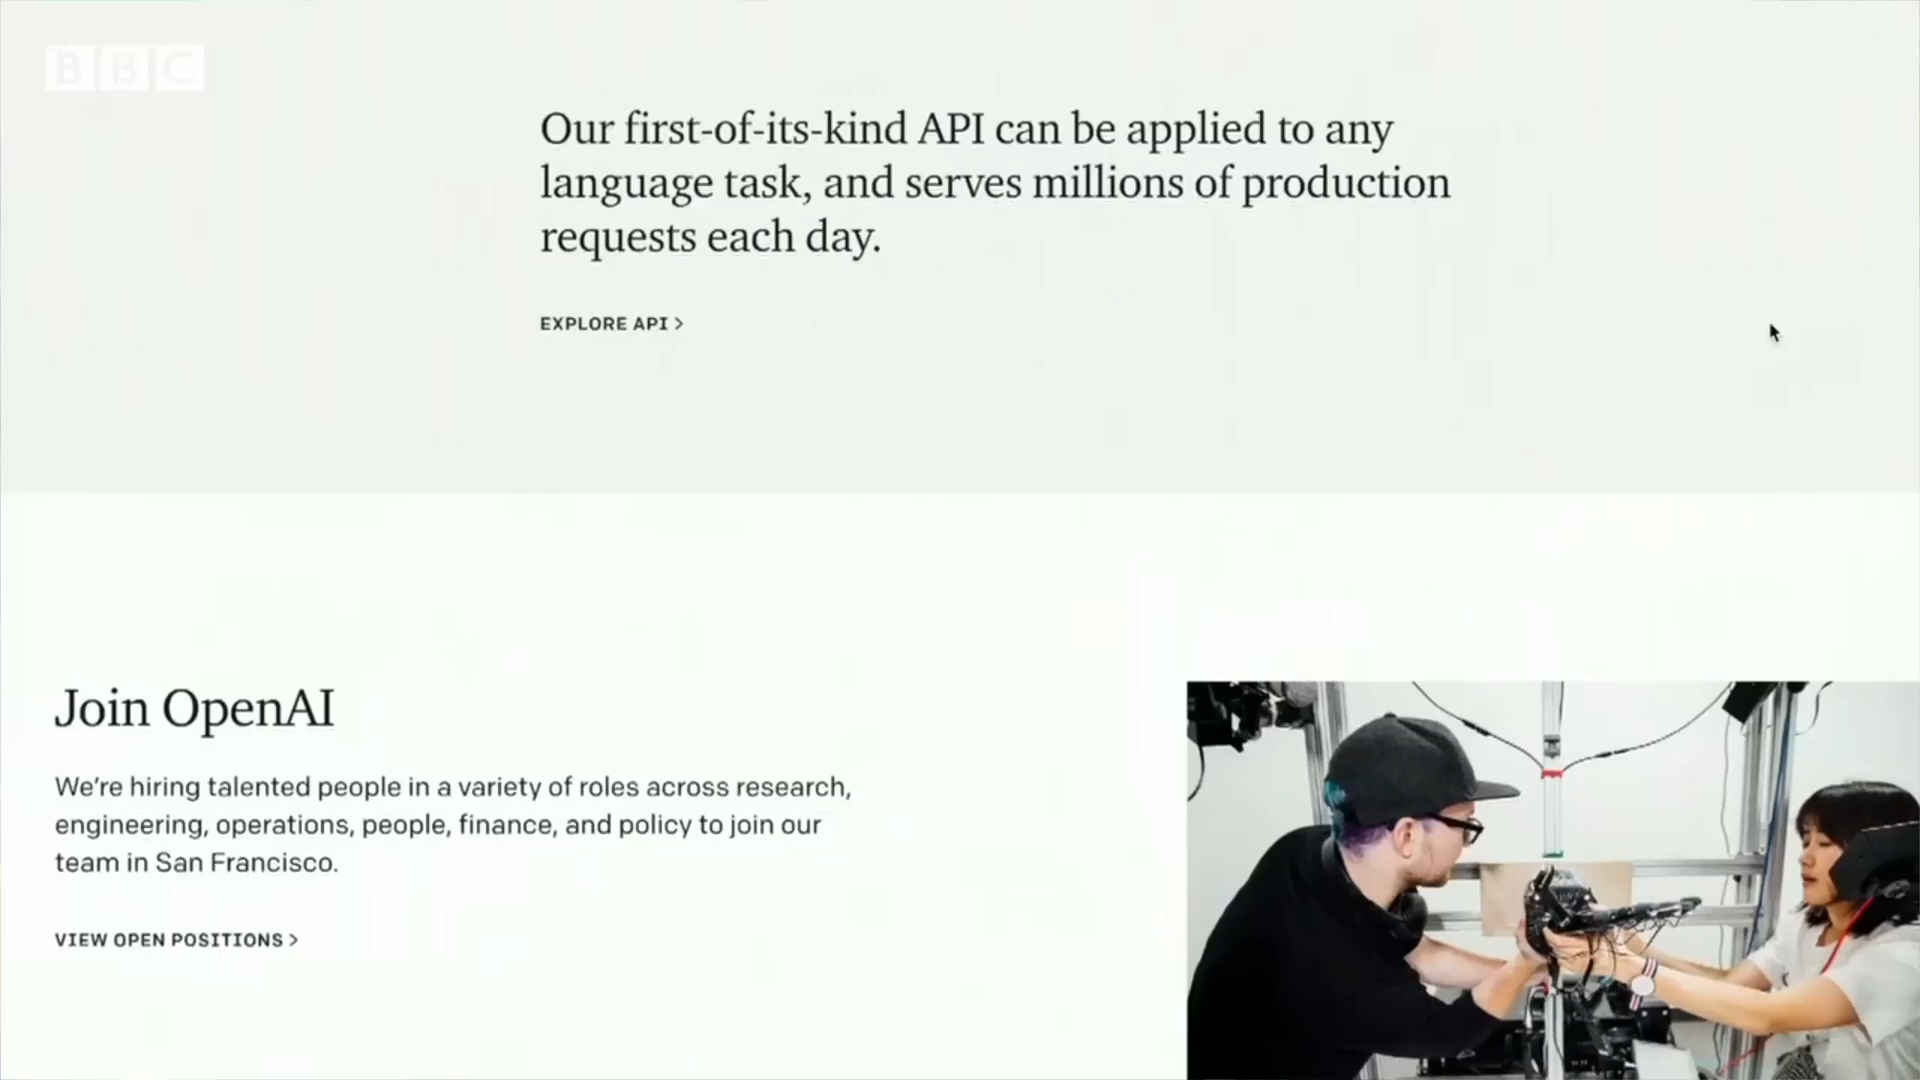 BBC
Our first-of-its-kind API can be applied to any
language task, and serves millions of production
requests each day.
EXPLORE API >
Join OpenAI
We're hiring talented people in a variety of roles across research,
engineering, operations, people, finance, and policy to join our
team in San Francisco.
VIEW OPEN POSITIONS >